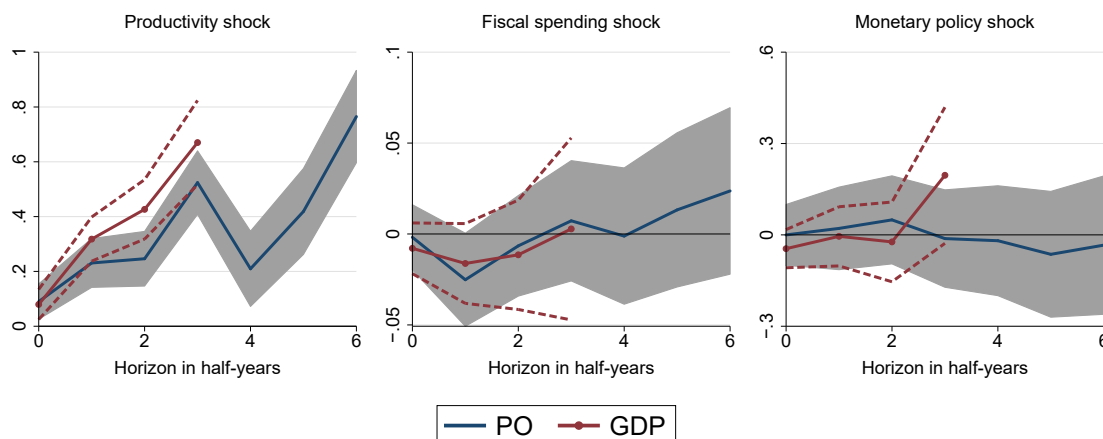 Productivity shock
1
.8
.6
.4
.2
0
0 2 4 6
Horizon in half-years
Fiscal spending shock
.1
.05
0
-.05
0 2 4 6
Horizon in half-years
Monetary policy shock
.6
.3
0
-.3
0 2 4 6
Horizon in half-years
PO GDP